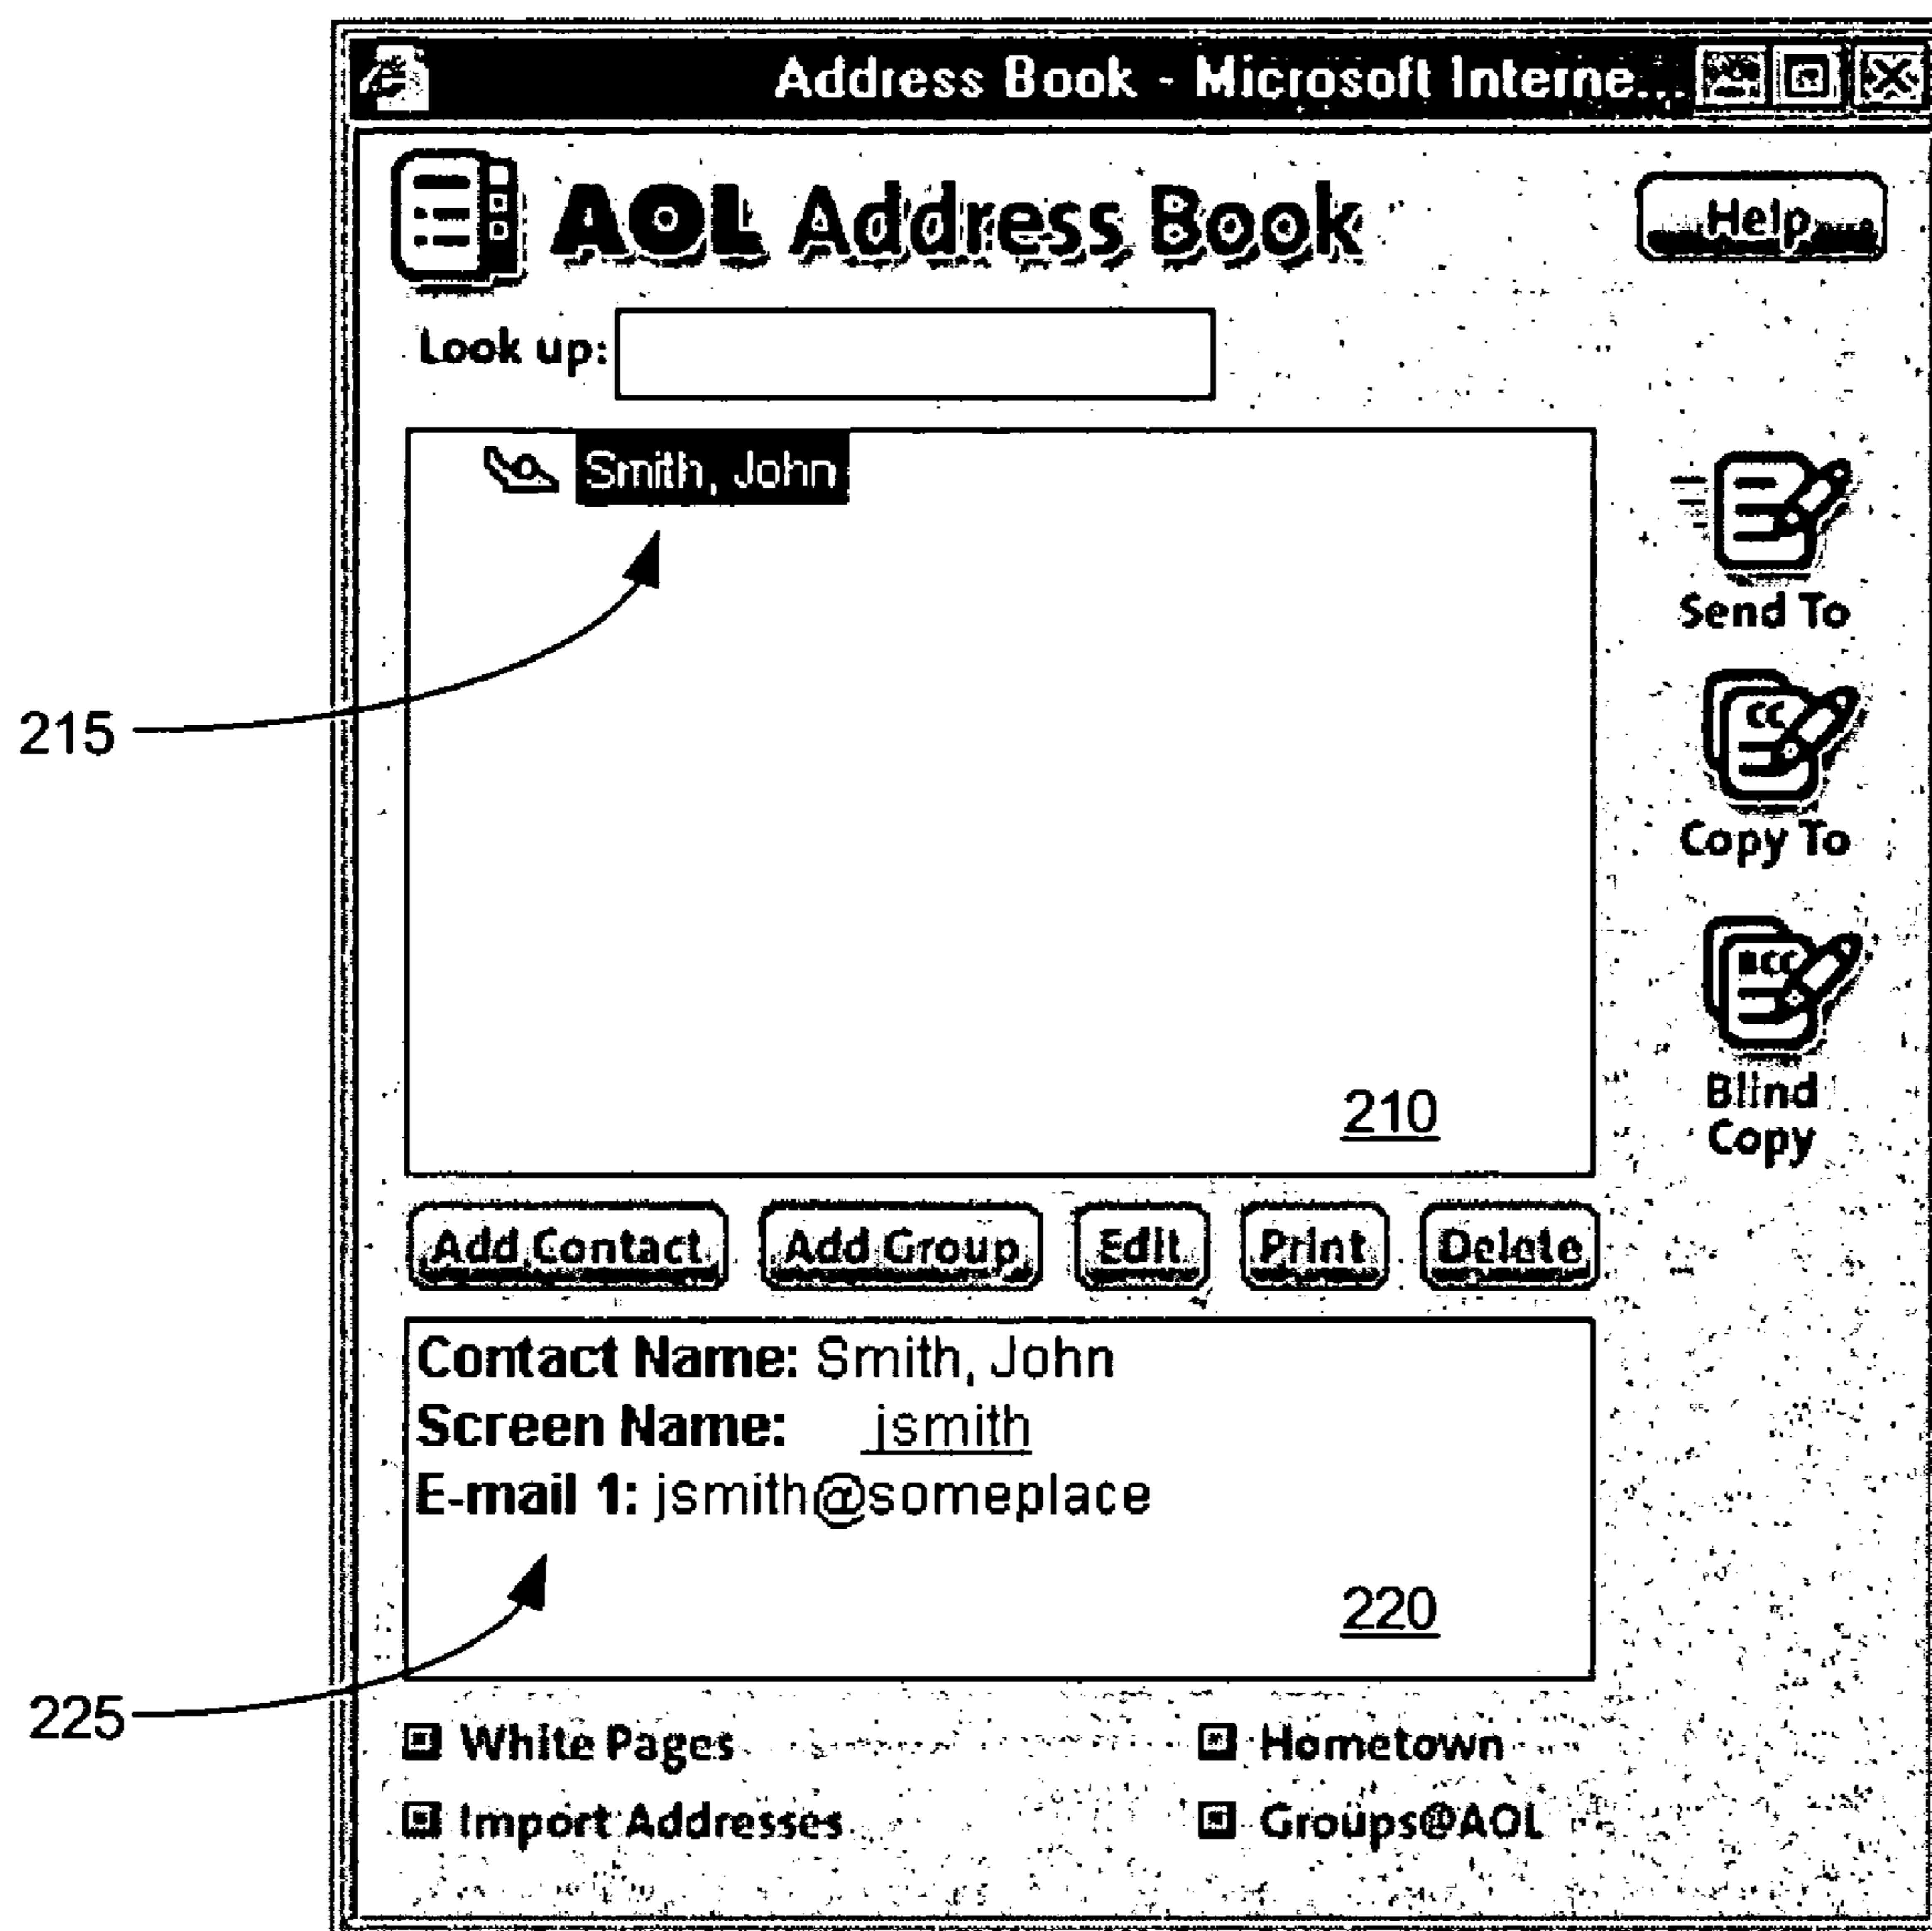 Address Book - Microsoft Interne...
AOL Address Book
Help
Look up:
Smith, John
Send To
215
CC
Copy To
BCC
210
Blind
Copy
Add Contact Add Group Edit Print Delete
Contact Name: Smith, John
Screen Name: jsmith
E-mail 1: jsmith@someplace
220
225
White Pages Hometown
Import Addresses Groups@AOL